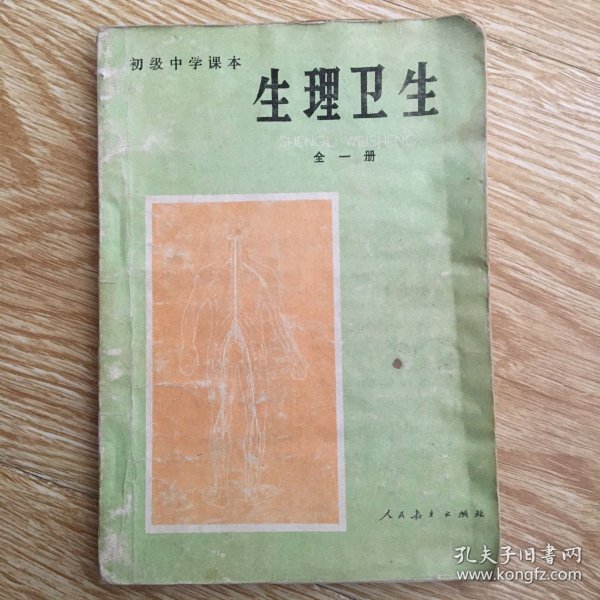 初级中学课本
生理卫生
SHENGLI WEISHENG
全一册
人民教育出版社
孔夫子旧书网
www.kongfz.com